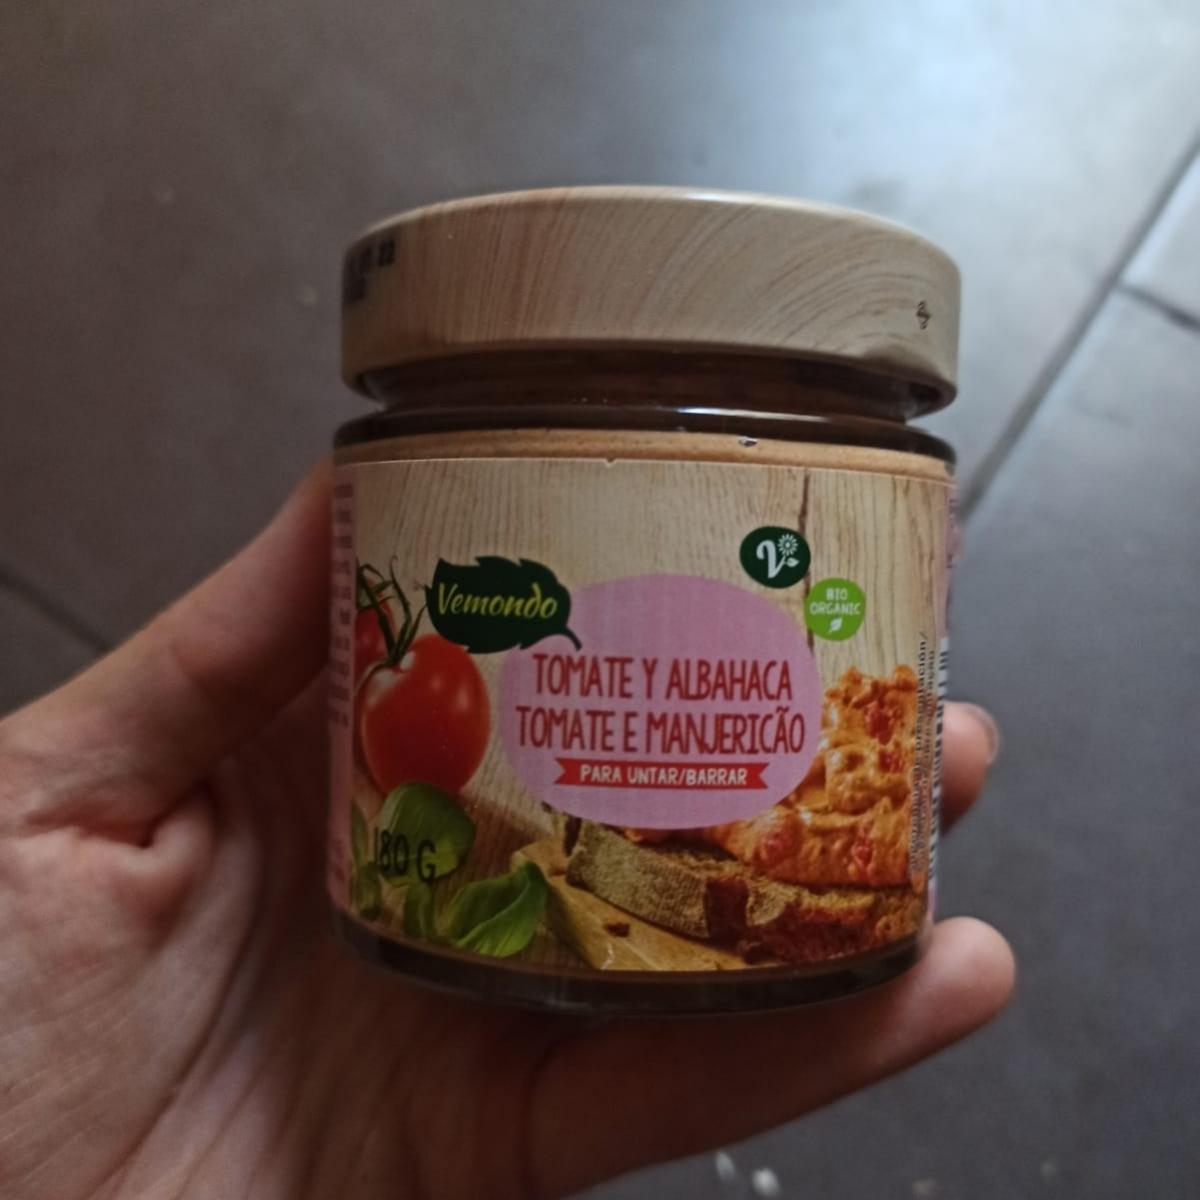 Vemondo
V
BIO
ORGANIC
TOMATE Y ALBAHACA
TOMATE E MANJERICÃO
PARA UNTAR/BARRAR
180 G